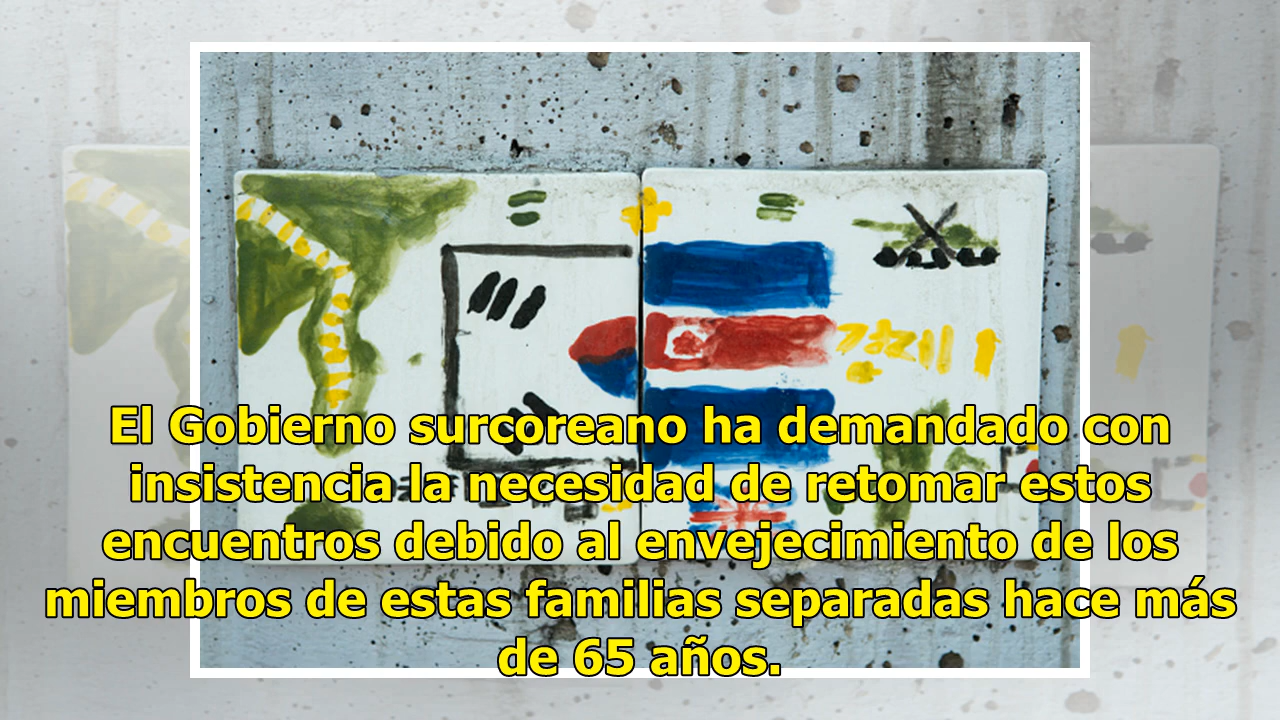 El Gobierno surcoreano ha demandado con
insistencia la necesidad de retomar estos
encuentros debido al envejecimiento de los
miembros de estas familias separadas hace más
de 65 años.